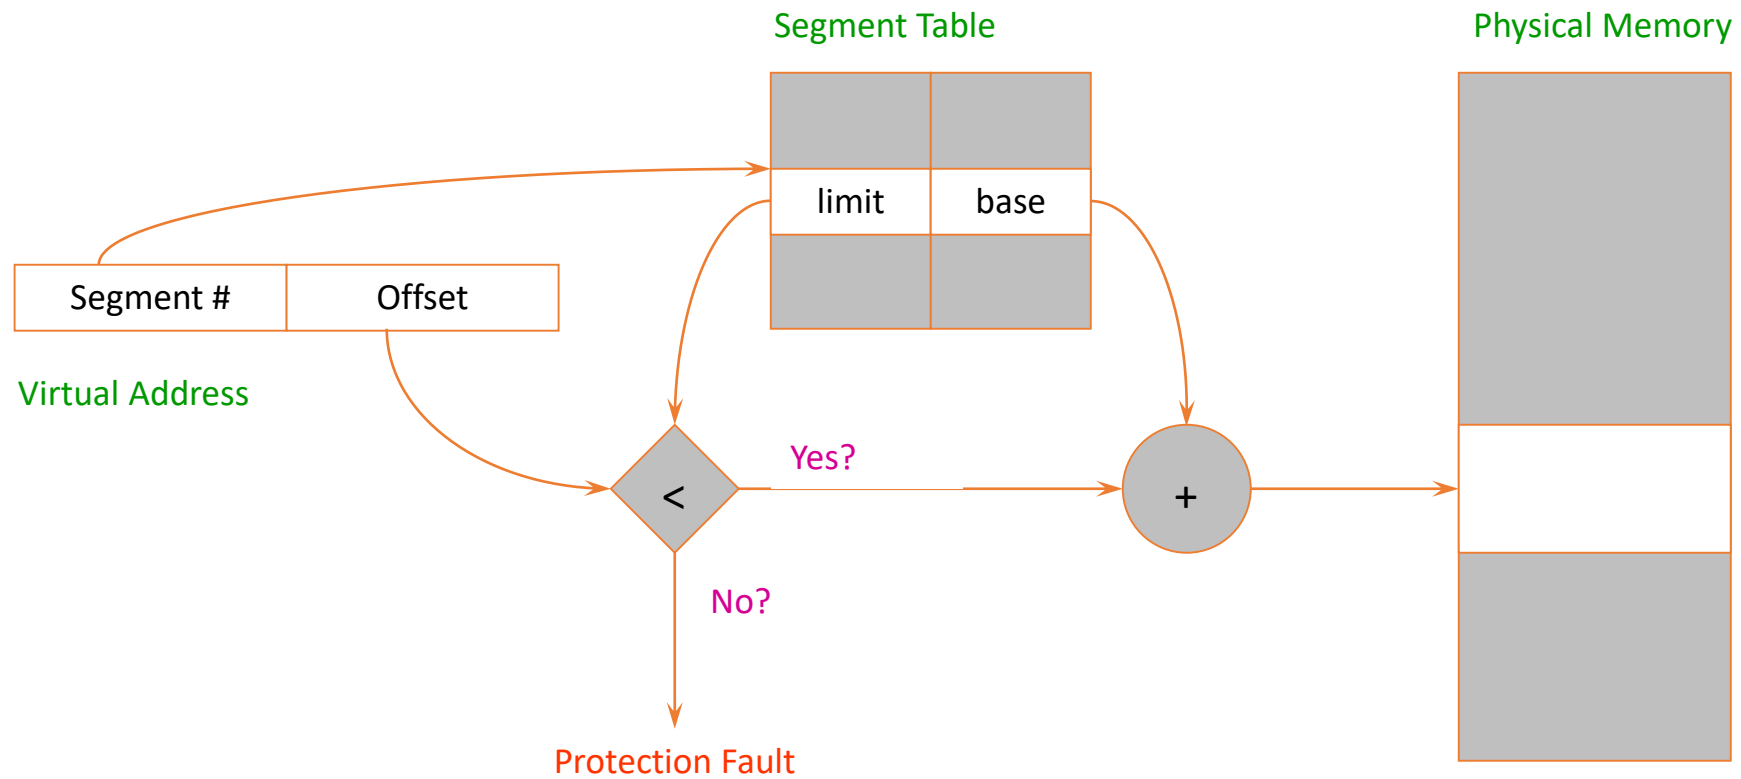 Segment Table
Physical Memory
limit
base
Segment #
Offset
Virtual Address
Yes?
<
+
No?
Protection Fault